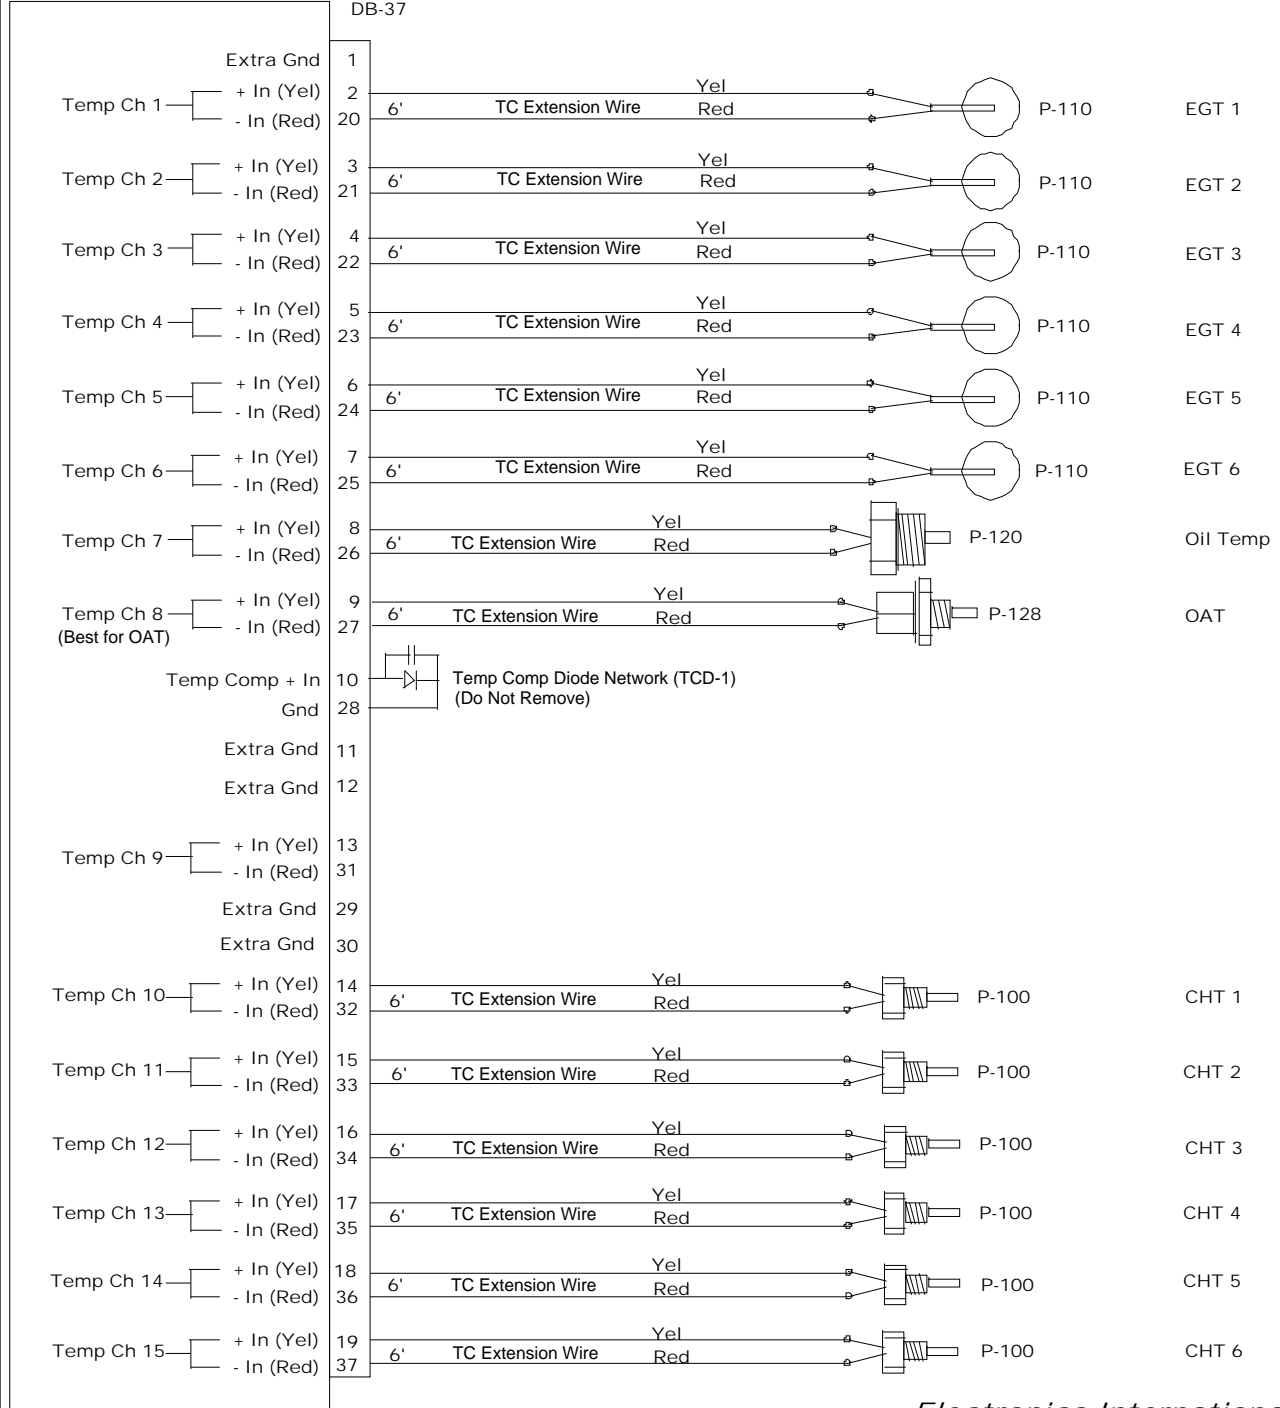 DB-37
Extra Gnd 1
+ In (Yel) 2 Yel
Temp Ch 1 6' TC Extension Wire Red P-110 EGT 1
- In (Red) 20
+ In (Yel) 3 Yel
Temp Ch 2 6' TC Extension Wire Red P-110 EGT 2
- In (Red) 21
+ In (Yel) 4 Yel
Temp Ch 3 6' TC Extension Wire Red P-110 EGT 3
- In (Red) 22
+ In (Yel) 5 Yel
Temp Ch 4 6' TC Extension Wire Red P-110 EGT 4
- In (Red) 23
+ In (Yel) 6 Yel
Temp Ch 5 6' TC Extension Wire Red P-110 EGT 5
- In (Red) 24
+ In (Yel) 7 Yel
Temp Ch 6 6' TC Extension Wire Red P-110 EGT 6
- In (Red) 25
+ In (Yel) 8 Yel
Temp Ch 7 6' TC Extension Wire Red P-120 Oil Temp
- In (Red) 26
+ In (Yel) 9 Yel
Temp Ch 8 6' TC Extension Wire Red P-128 OAT
- In (Red) 27
(Best for OAT)
Temp Comp + In 10 Temp Comp Diode Network (TCD-1)
(Do Not Remove)
Gnd 28
Extra Gnd 11
Extra Gnd 12
+ In (Yel) 13
Temp Ch 9
- In (Red) 31
Extra Gnd 29
Extra Gnd 30
+ In (Yel) 14 Yel
Temp Ch 10 6' TC Extension Wire Red P-100 CHT 1
- In (Red) 32
+ In (Yel) 15 Yel
Temp Ch 11 6' TC Extension Wire Red P-100 CHT 2
- In (Red) 33
+ In (Yel) 16 Yel
Temp Ch 12 6' TC Extension Wire Red P-100 CHT 3
- In (Red) 34
+ In (Yel) 17 Yel
Temp Ch 13 6' TC Extension Wire Red P-100 CHT 4
- In (Red) 35
+ In (Yel) 18 Yel
Temp Ch 14 6' TC Extension Wire Red P-100 CHT 5
- In (Red) 36
+ In (Yel) 19 Yel
Temp Ch 15 6' TC Extension Wire Red P-100 CHT 6
- In (Red) 37